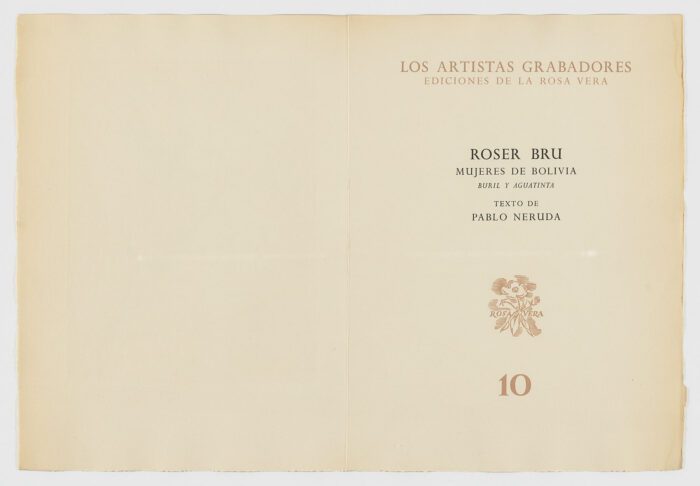 LOS ARTISTAS GRABADORES
EDICIONES DE LA ROSA VERA
ROSER BRU
MUJERES DE BOLIVIA
BURIL Y AGUATINTA
TEXTO DE
PABLO NERUDA
ROSA VERA
10